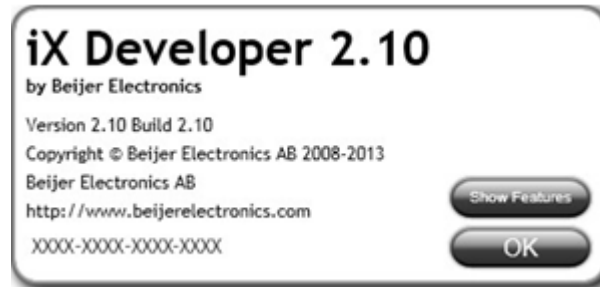 iX Developer 2.10
by Beijer Electronics
Version 2.10 Build 2.10
Copyright © Beijer Electronics AB 2008-2013
Beijer Electronics AB
http://www.beijerelectronics.com
XXXX-XXXX-XXXX-XXXX
Show Features
OK